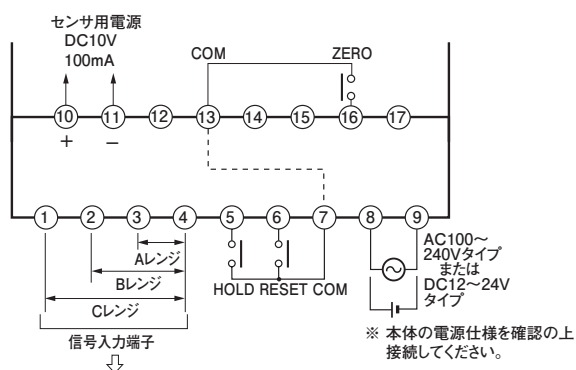 センサ用電源
DC10V
100mA
COM
ZERO
10 11 12 13 14 15 16 17
+ −
1 2 3 4 5 6 7 8 9
Aレンジ
Bレンジ
Cレンジ
信号入力端子
HOLD RESET COM
AC100～
240Vタイプ
または
DC12～24V
タイプ
※ 本体の電源仕様を確認の上
接続してください。